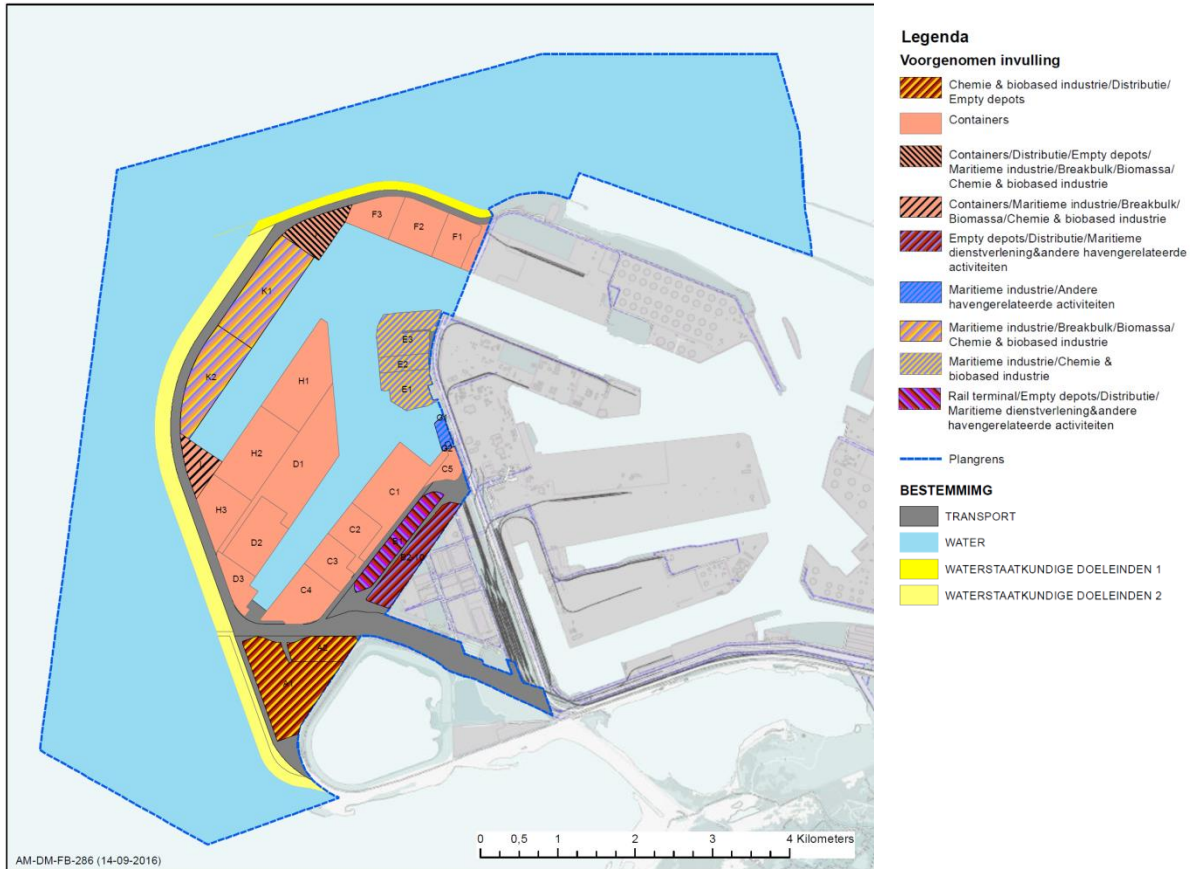 F3
F2
F1
K1
E3
E2
E1
K2
H1
H2
D1
C5
C1
H3
C2
B1
D2
C3
D3
C4
A1
AM-DM-FB-286 (14-09-2016)
0 0,5 1 2 3 4 Kilometers
Legenda
Voorgenomen invulling
Chemie & biobased industrie/Distributie/
Empty depots
Containers
Containers/Distributie/Empty depots/
Maritieme industrie/Breakbulk/Biomassa/
Chemie & biobased industrie
Containers/Maritieme industrie/Breakbulk/
Biomassa/Chemie & biobased industrie
Empty depots/Distributie/Maritieme
dienstverlening&andere havengerelateerde
activiteiten
Maritieme industrie/Andere
havengerelateerde activiteiten
Maritieme industrie/Breakbulk/Biomassa/
Chemie & biobased industrie
Maritieme industrie/Chemie &
biobased industrie
Rail terminal/Empty depots/Distributie/
Maritieme dienstverlening&andere
havengerelateerde activiteiten
Plangrens
BESTEMMIMG
TRANSPORT
WATER
WATERSTAATKUNDIGE DOELEINDEN 1
WATERSTAATKUNDIGE DOELEINDEN 2